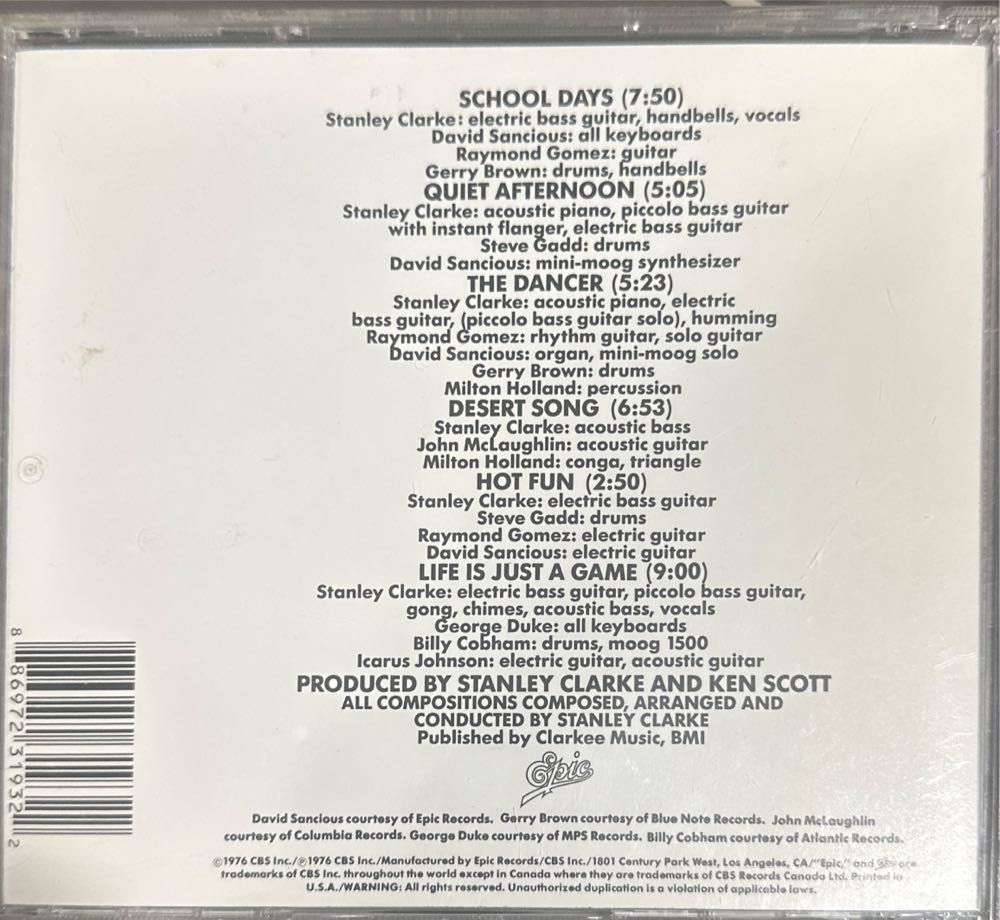 SCHOOL DAYS (7:50)
Stanley Clarke: electric bass guitar, handbells, vocals
David Sancious: all keyboards
Raymond Gomez: guitar
Gerry Brown: drums, handbells
QUIET AFTERNOON (5:05)
Stanley Clarke: acoustic piano, piccolo bass guitar
with instant flanger, electric bass guitar
Steve Gadd: drums
David Sancious: mini-moog synthesizer
THE DANCER (5:23)
Stanley Clarke: acoustic piano, electric
bass guitar, (piccolo bass guitar solo), humming
Raymond Gomez: rhythm guitar, solo guitar
David Sancious: organ, mini-moog solo
Gerry Brown: drums
Milton Holland: percussion
DESERT SONG (6:53)
Stanley Clarke: acoustic bass
John McLaughlin: acoustic guitar
Milton Holland: conga, triangle
HOT FUN (2:50)
Stanley Clarke: electric bass guitar
Steve Gadd: drums
Raymond Gomez: electric guitar
David Sancious: electric guitar
LIFE IS JUST A GAME (9:00)
Stanley Clarke: electric bass guitar, piccolo bass guitar,
gong, chimes, acoustic bass, vocals
George Duke: all keyboards
Billy Cobham: drums, moog 1500
Icarus Johnson: electric guitar, acoustic guitar
PRODUCED BY STANLEY CLARKE AND KEN SCOTT
ALL COMPOSITIONS COMPOSED, ARRANGED AND
CONDUCTED BY STANLEY CLARKE
Published by Clarkee Music, BMI
Epic
David Sancious courtesy of Epic Records. Gerry Brown courtesy of Blue Note Records. John McLaughlin
courtesy of Columbia Records. George Duke courtesy of MPS Records. Billy Cobham courtesy of Atlantic Records.
©1976 CBS Inc./℗1976 CBS Inc./Manufactured by Epic Records/CBS Inc./1801 Century Park West, Los Angeles, CA/"Epic," and are
trademarks of CBS Inc. throughout the world except in Canada where they are trademarks of CBS Records Canada Ltd. Printed in
U.S.A./WARNING: All rights reserved. Unauthorized duplication is a violation of applicable laws.
8 86972 31932 2